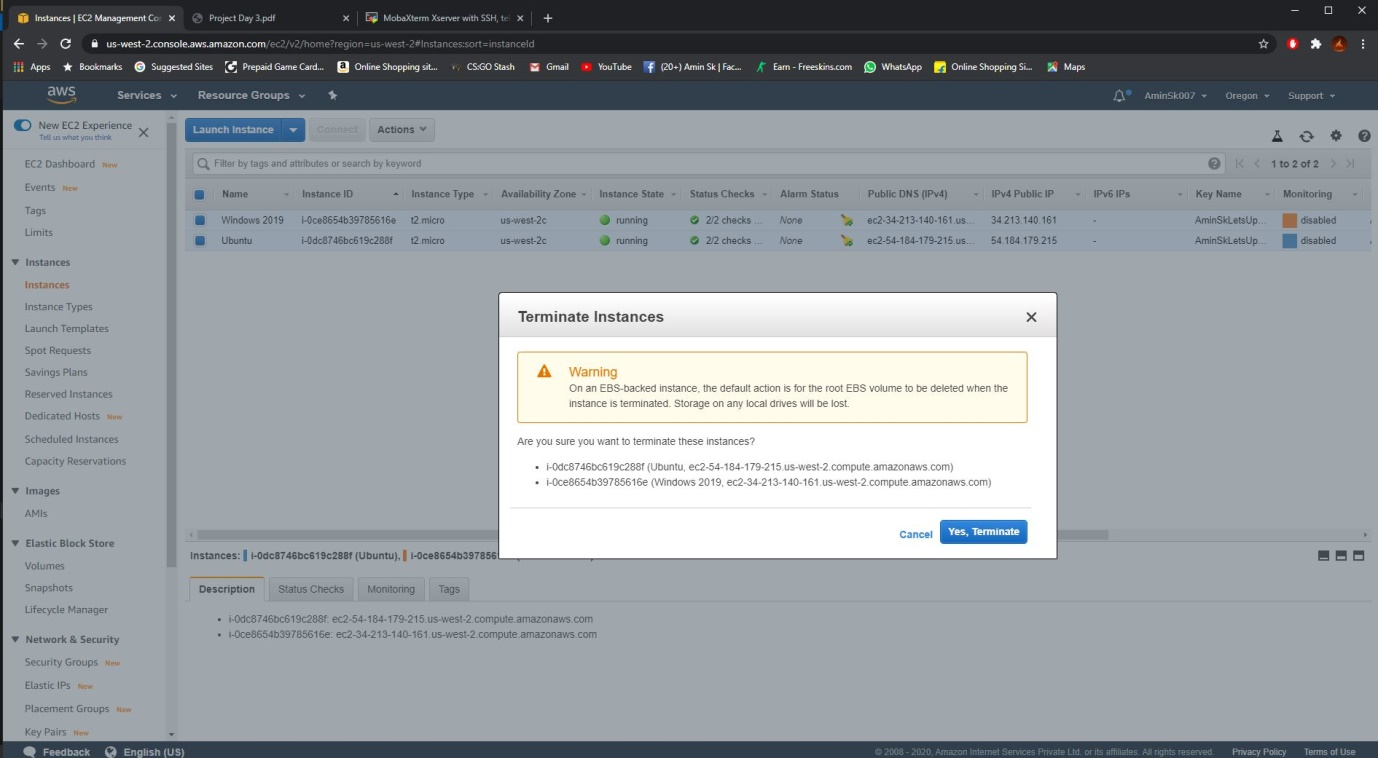 Instances | EC2 Management Co
Project Day 3.pdf
MobaXterm Xserver with SSH, te
us-west-2.console.aws.amazon.com/ec2/v2/home?region=us-west-2#Instances:sort=instanceId
Apps
Bookmarks
Suggested Sites
Prepaid Game Card...
Online Shopping sit...
CS:GO Stash
Gmail
YouTube
(20+) Amin Sk | Fac...
Earn - Freeskins.com
WhatsApp
Online Shopping Si...
Maps
aws
Services
Resource Groups
AminSk007
Oregon
Support
New EC2 Experience
Tell us what you think
EC2 Dashboard New
Events New
Tags
Limits
Instances
Instances
Instance Types
Launch Templates
Spot Requests
Savings Plans
Reserved Instances
Dedicated Hosts New
Scheduled Instances
Capacity Reservations
Images
AMIs
Elastic Block Store
Volumes
Snapshots
Lifecycle Manager
Network & Security
Security Groups New
Elastic IPs New
Placement Groups New
Key Pairs New
Launch Instance
Connect
Actions
Filter by tags and attributes or search by keyword
1 to 2 of 2
Name Instance ID Instance Type Availability Zone Instance State Status Checks Alarm Status Public DNS (IPv4) IPv4 Public IP IPv6 IPs Key Name Monitoring
Windows 2019 i-0ce8654b39785616e t2.micro us-west-2c running 2/2 checks ... None ec2-34-213-140-161.us... 34.213.140.161 - AminSkLetsUp... disabled
Ubuntu i-0dc8746bc619c288f t2.micro us-west-2c running 2/2 checks ... None ec2-54-184-179-215.us... 54.184.179.215 - AminSkLetsUp... disabled
Terminate Instances
Warning
On an EBS-backed instance, the default action is for the root EBS volume to be deleted when the
instance is terminated. Storage on any local drives will be lost.
Are you sure you want to terminate these instances?
i-0dc8746bc619c288f (Ubuntu, ec2-54-184-179-215.us-west-2.compute.amazonaws.com)
i-0ce8654b39785616e (Windows 2019, ec2-34-213-140-161.us-west-2.compute.amazonaws.com)
Cancel
Yes, Terminate
Instances: i-0dc8746bc619c288f (Ubuntu), i-0ce8654b397856
Description
Status Checks
Monitoring
Tags
i-0dc8746bc619c288f: ec2-54-184-179-215.us-west-2.compute.amazonaws.com
i-0ce8654b39785616e: ec2-34-213-140-161.us-west-2.compute.amazonaws.com
Feedback
English (US)
© 2008 - 2020, Amazon Internet Services Private Ltd. or its affiliates. All rights reserved.
Privacy Policy
Terms of Use